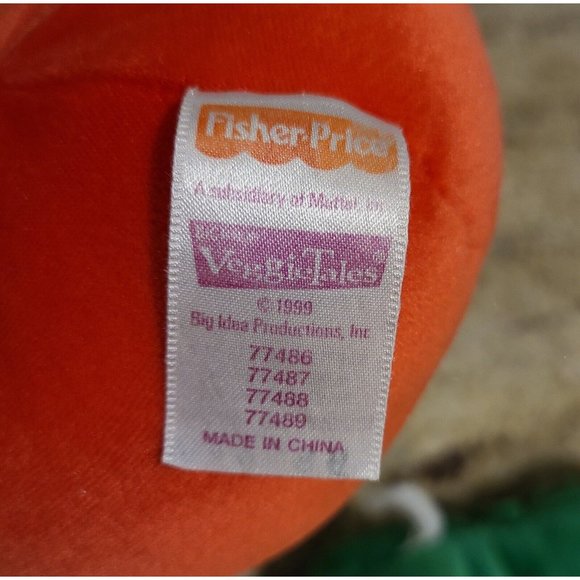 Fisher-Price
A subsidiary of Mattel, Inc.
VeggieTales
© 1999
Big Idea Productions, Inc
77486
77487
77488
77489
MADE IN CHINA